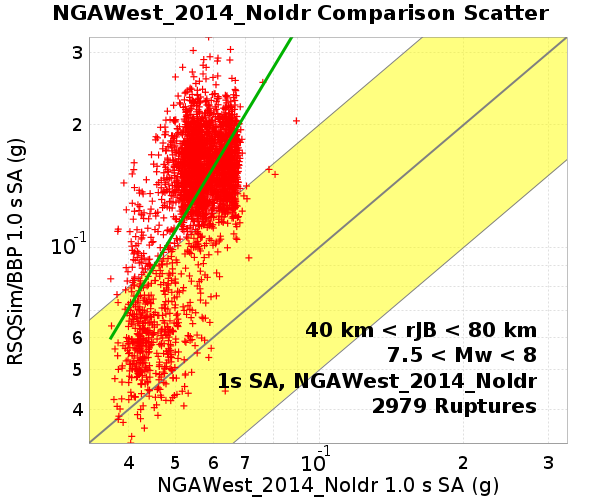 NGAWest_2014_NoIdr Comparison Scatter
RSQSim/BBP 1.0 s SA (g)
3
2
10⁻¹
7
6
5
4
40 km < rJB < 80 km
7.5 < Mw < 8
1s SA, NGAWest_2014_NoIdr
2979 Ruptures
4 5 6 7 10⁻¹ 2 3
NGAWest_2014_NoIdr 1.0 s SA (g)